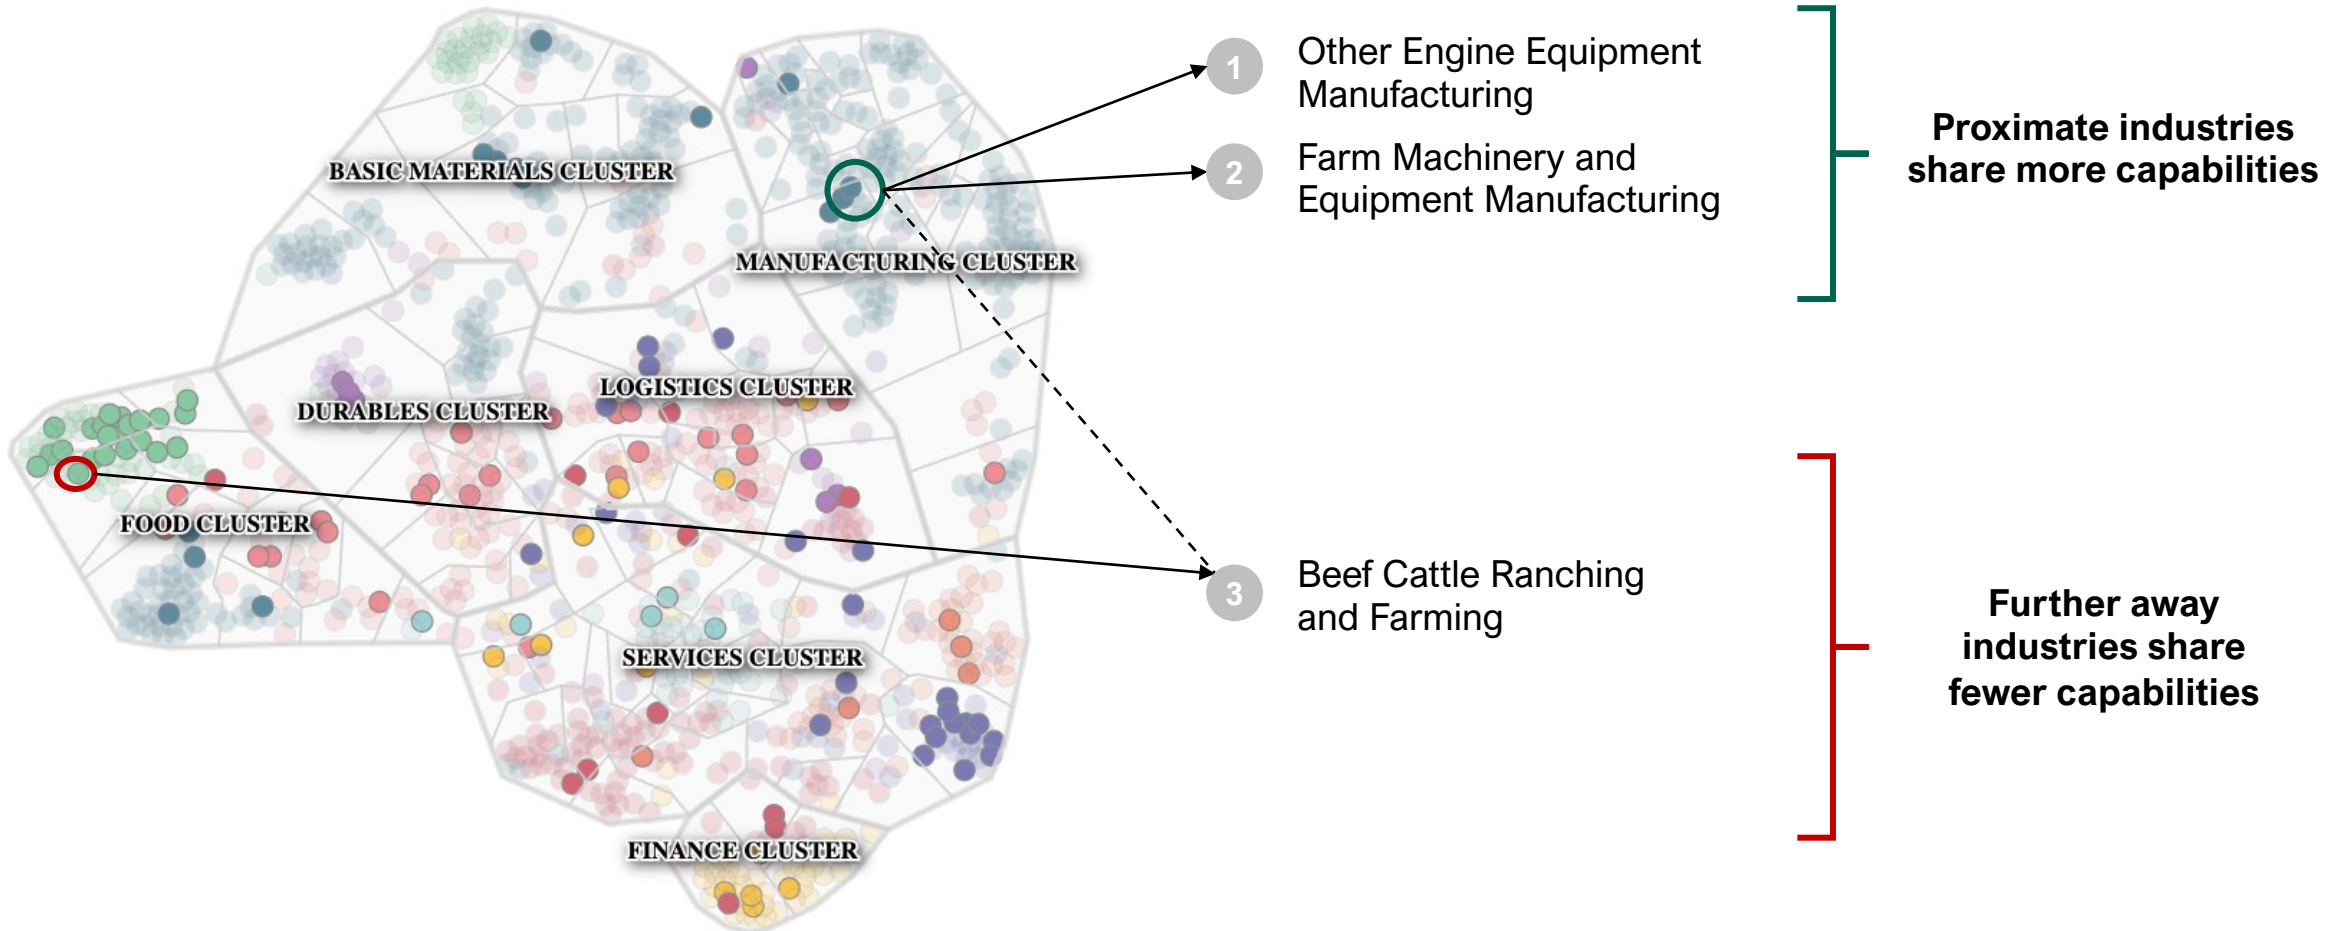 BASIC MATERIALS CLUSTER
MANUFACTURING CLUSTER
LOGISTICS CLUSTER
DURABLES CLUSTER
FOOD CLUSTER
SERVICES CLUSTER
FINANCE CLUSTER
1
Other Engine Equipment
Manufacturing
2
Farm Machinery and
Equipment Manufacturing
Proximate industries
share more capabilities
3
Beef Cattle Ranching
and Farming
Further away
industries share
fewer capabilities